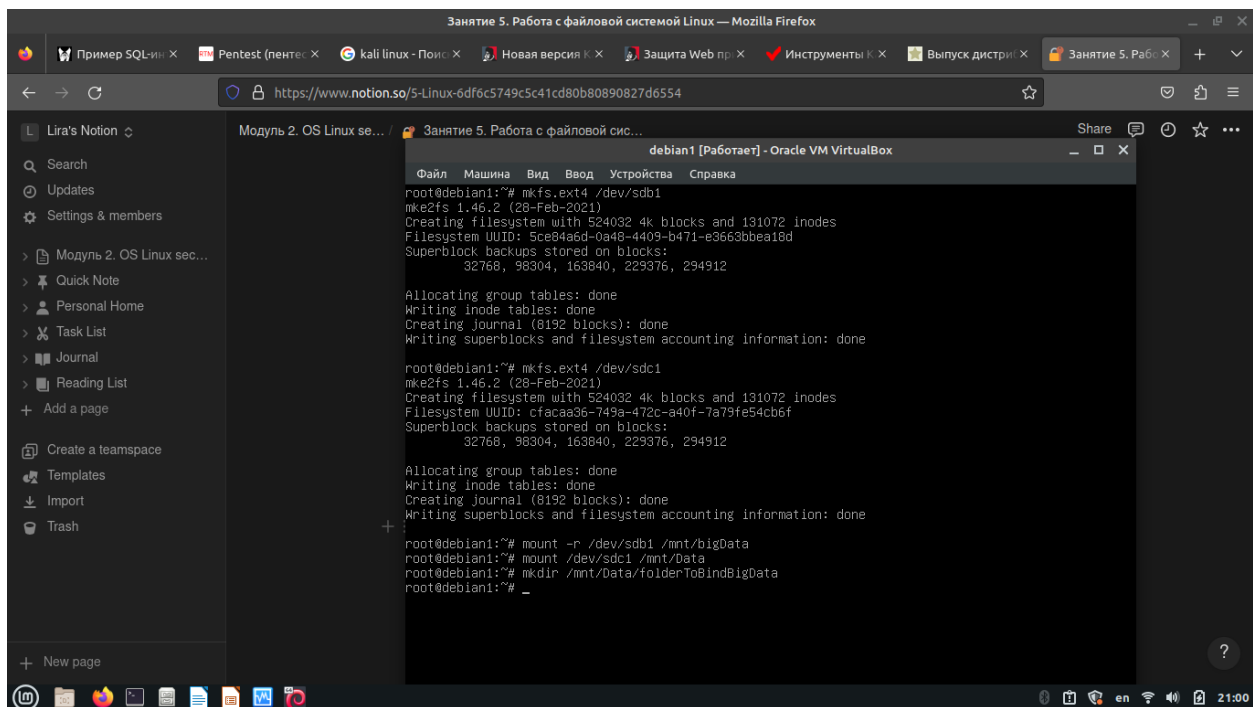 Занятие 5. Работа с файловой системой Linux — Mozilla Firefox
Пример SQL-ин
RTM Pentest (пентес
kali linux - Поис
Новая версия K
Защита Web пр
Инструменты K
Выпуск дистриб
Занятие 5. Рабо
https://www.notion.so/5-Linux-6df6c5749c5c41cd80b80890827d6554
L Lira's Notion
Модуль 2. OS Linux se... / Занятие 5. Работа с файловой сис...
Share
Search
Updates
Settings & members
Модуль 2. OS Linux sec...
Quick Note
Personal Home
Task List
Journal
Reading List
+ Add a page
Create a teamspace
Templates
Import
Trash
+ New page
debian1 [Работает] - Oracle VM VirtualBox
Файл Машина Вид Ввод Устройства Справка
root@debian1:~# mkfs.ext4 /dev/sdb1
mke2fs 1.46.2 (28-Feb-2021)
Creating filesystem with 524032 4k blocks and 131072 inodes
Filesystem UUID: 5ce84a6d-0a48-4409-b471-e3663bbea18d
Superblock backups stored on blocks:
32768, 98304, 163840, 229376, 294912
Allocating group tables: done
Writing inode tables: done
Creating journal (8192 blocks): done
Writing superblocks and filesystem accounting information: done
root@debian1:~# mkfs.ext4 /dev/sdc1
mke2fs 1.46.2 (28-Feb-2021)
Creating filesystem with 524032 4k blocks and 131072 inodes
Filesystem UUID: cfacaa36-749a-472c-a40f-7a79fe54cb6f
Superblock backups stored on blocks:
32768, 98304, 163840, 229376, 294912
Allocating group tables: done
Writing inode tables: done
Creating journal (8192 blocks): done
Writing superblocks and filesystem accounting information: done
root@debian1:~# mount -r /dev/sdb1 /mnt/bigData
root@debian1:~# mount /dev/sdc1 /mnt/Data
root@debian1:~# mkdir /mnt/Data/folderToBindBigData
root@debian1:~# _
?
en 21:00